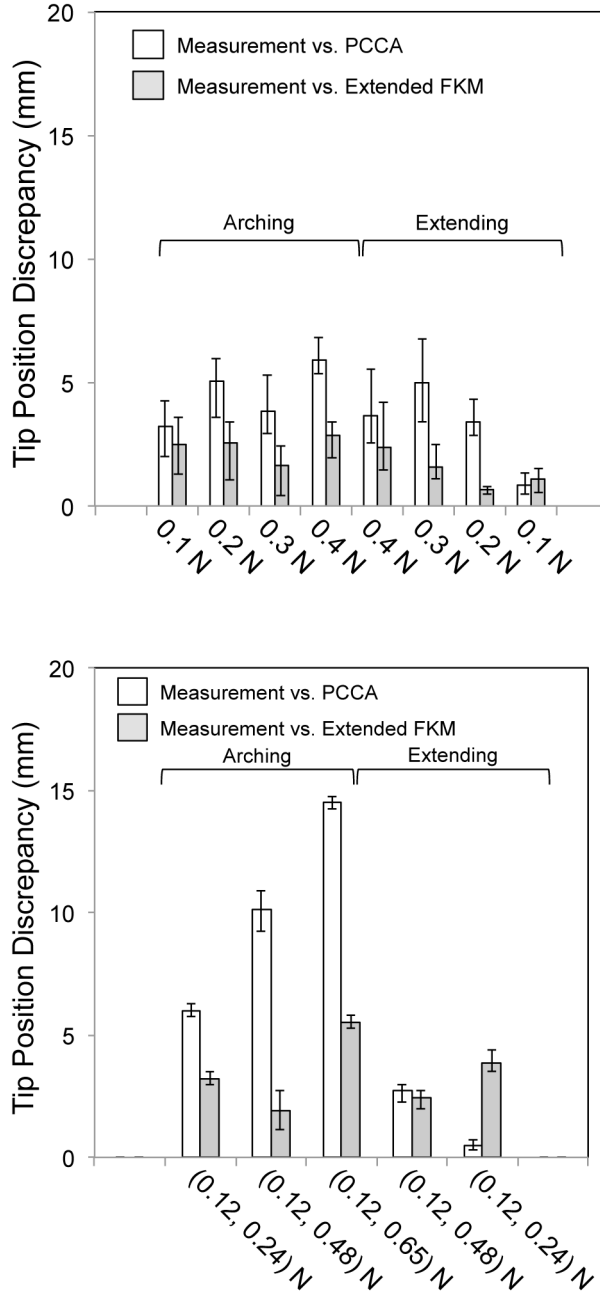 20
Measurement vs. PCCA
Measurement vs. Extended FKM
15
Tip Position Discrepancy (mm)
Arching
Extending
10
5
0
0.1 N
0.2 N
0.3 N
0.4 N
0.4 N
0.3 N
0.2 N
0.1 N
20
Measurement vs. PCCA
Measurement vs. Extended FKM
Arching
Extending
15
Tip Position Discrepancy (mm)
10
5
0
(0.12, 0.24) N
(0.12, 0.48) N
(0.12, 0.65) N
(0.12, 0.48) N
(0.12, 0.24) N